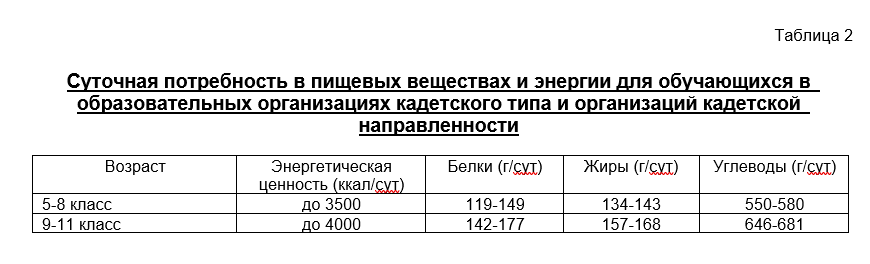 Таблица 2
Суточная потребность в пищевых веществах и энергии для обучающихся в
образовательных организациях кадетского типа и организаций кадетской
направленности
Возраст Энергетическая ценность (ккал/сут) Белки (г/сут) Жиры (г/сут) Углеводы (г/сут)
5-8 класс до 3500 119-149 134-143 550-580
9-11 класс до 4000 142-177 157-168 646-681